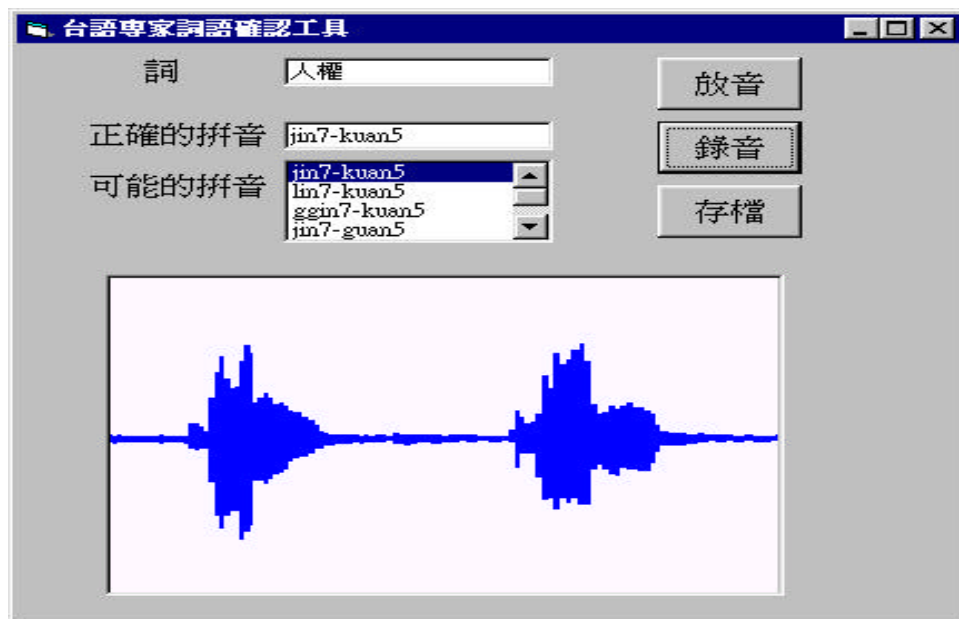 台語專家詞語確認工具
詞 人權 放音
正確的拼音 jin7-kuan5 錄音
可能的拼音 jin7-kuan5
lin7-kuan5
ggin7-kuan5
jin7-guan5
存檔